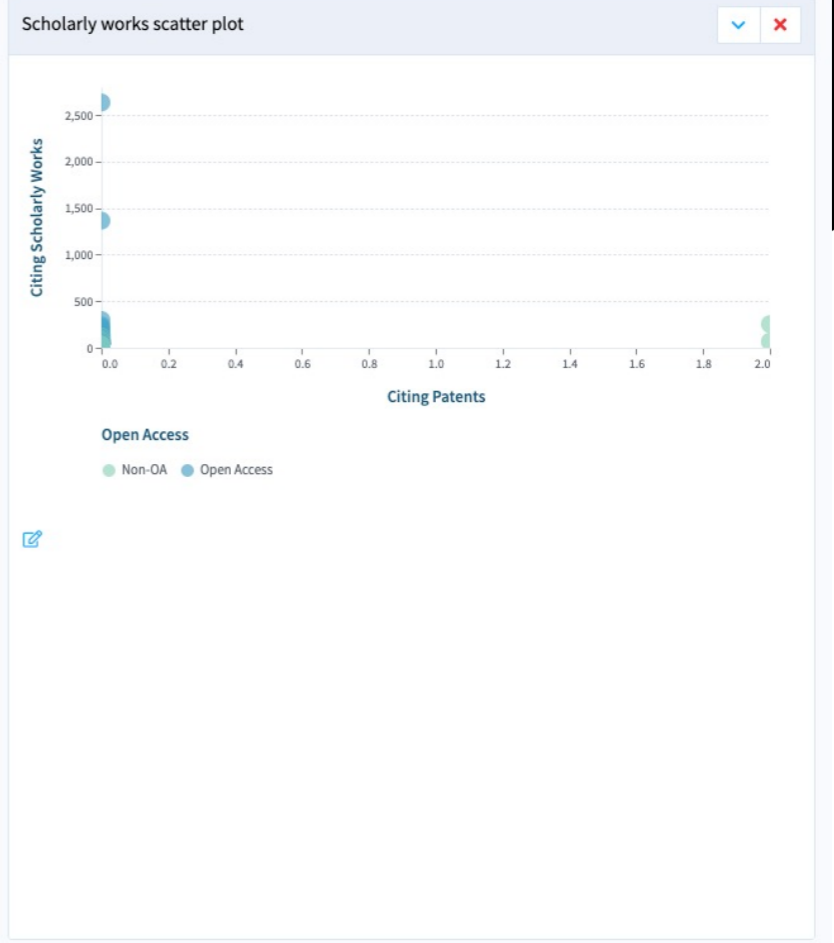 Scholarly works scatter plot
Citing Scholarly Works
2,500
2,000
1,500
1,000
500
0
0.0 0.2 0.4 0.6 0.8 1.0 1.2 1.4 1.6 1.8 2.0
Citing Patents
Open Access
Non-OA Open Access